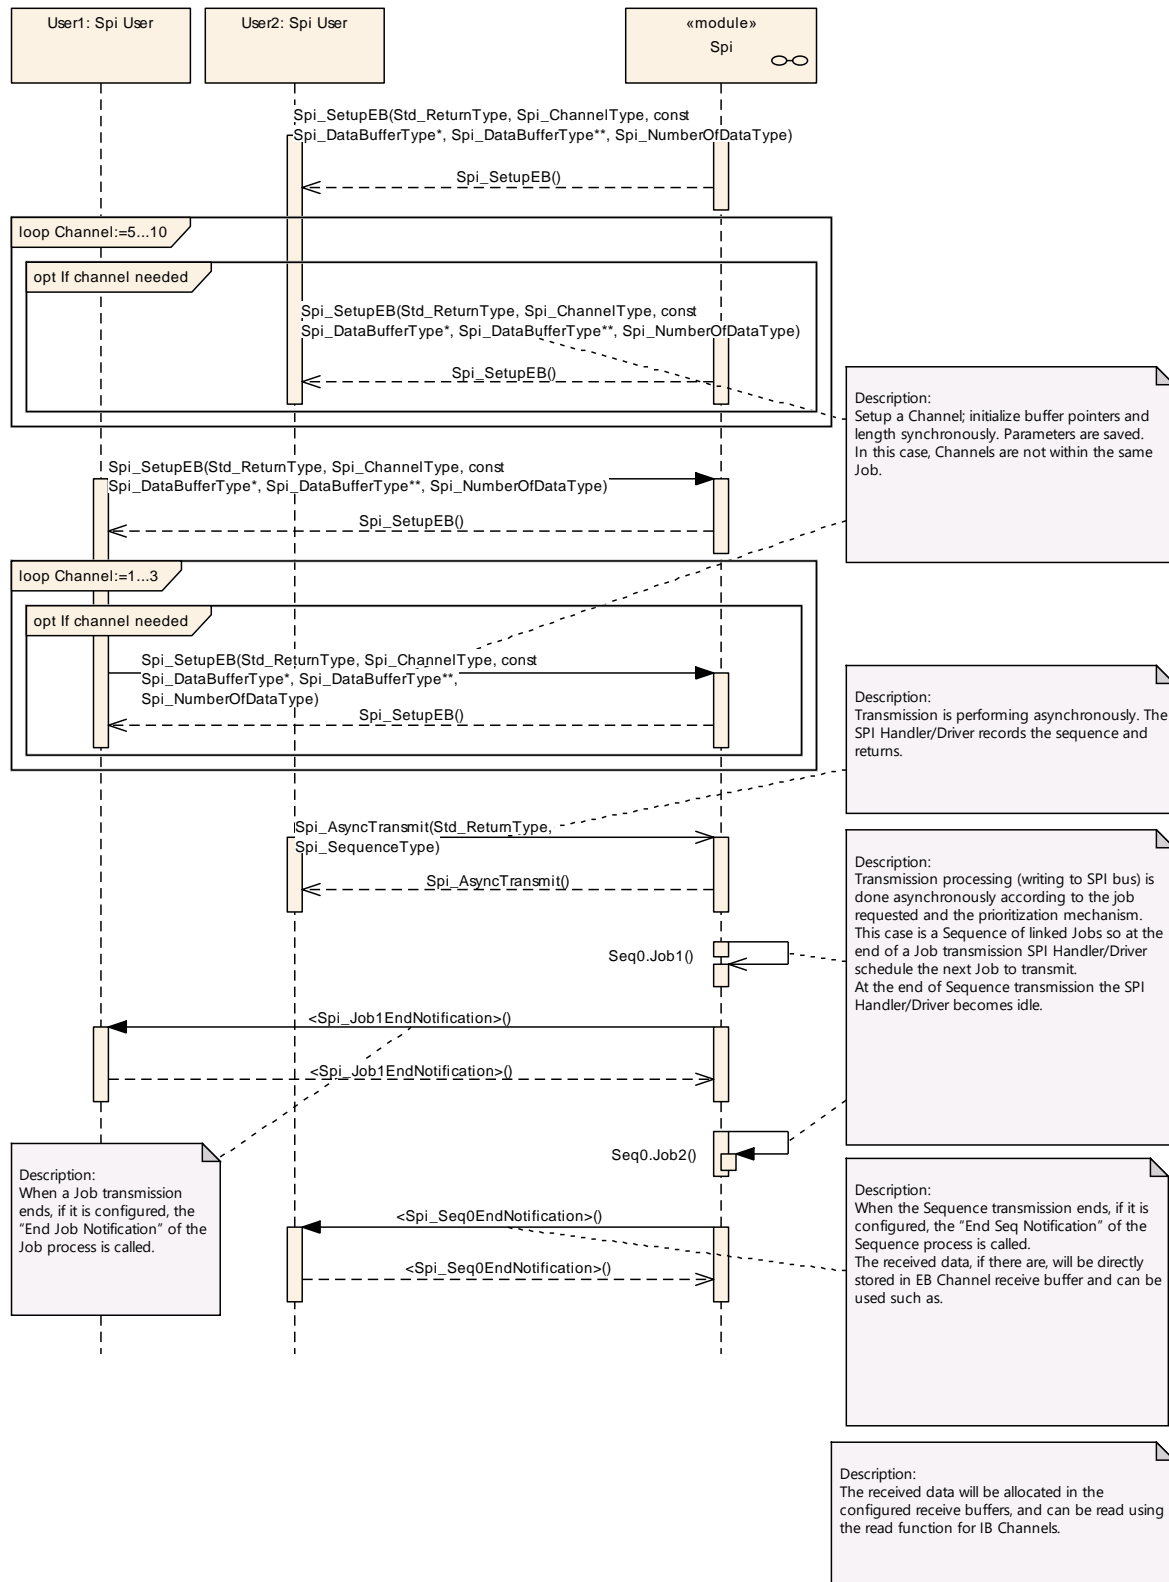 User1: Spi User
User2: Spi User
«module»
Spi
Spi_SetupEB(Std_ReturnType, Spi_ChannelType, const
Spi_DataBufferType*, Spi_DataBufferType**, Spi_NumberOfDataType)
Spi_SetupEB()
loop Channel:=5...10
opt If channel needed
Spi_SetupEB(Std_ReturnType, Spi_ChannelType, const
Spi_DataBufferType*, Spi_DataBufferType**, Spi_NumberOfDataType)
Spi_SetupEB()
Description:
Setup a Channel; initialize buffer pointers and
length synchronously. Parameters are saved.
In this case, Channels are not within the same
Job.
Spi_SetupEB(Std_ReturnType, Spi_ChannelType, const
Spi_DataBufferType*, Spi_DataBufferType**, Spi_NumberOfDataType)
Spi_SetupEB()
loop Channel:=1...3
opt If channel needed
Spi_SetupEB(Std_ReturnType, Spi_ChannelType, const
Spi_DataBufferType*, Spi_DataBufferType**,
Spi_NumberOfDataType)
Spi_SetupEB()
Description:
Transmission is performing asynchronously. The
SPI Handler/Driver records the sequence and
returns.
Spi_AsyncTransmit(Std_ReturnType,
Spi_SequenceType)
Spi_AsyncTransmit()
Description:
Transmission processing (writing to SPI bus) is
done asynchronously according to the job
requested and the prioritization mechanism.
This case is a Sequence of linked Jobs so at the
end of a Job transmission SPI Handler/Driver
schedule the next Job to transmit.
At the end of Sequence transmission the SPI
Handler/Driver becomes idle.
Seq0.Job1()
<Spi_Job1EndNotification>()
<Spi_Job1EndNotification>()
Seq0.Job2()
Description:
When a Job transmission
ends, if it is configured, the
“End Job Notification” of the
Job process is called.
<Spi_Seq0EndNotification>()
<Spi_Seq0EndNotification>()
Description:
When the Sequence transmission ends, if it is
configured, the “End Seq Notification” of the
Sequence process is called.
The received data, if there are, will be directly
stored in EB Channel receive buffer and can be
used such as.
Description:
The received data will be allocated in the
configured receive buffers, and can be read using
the read function for IB Channels.